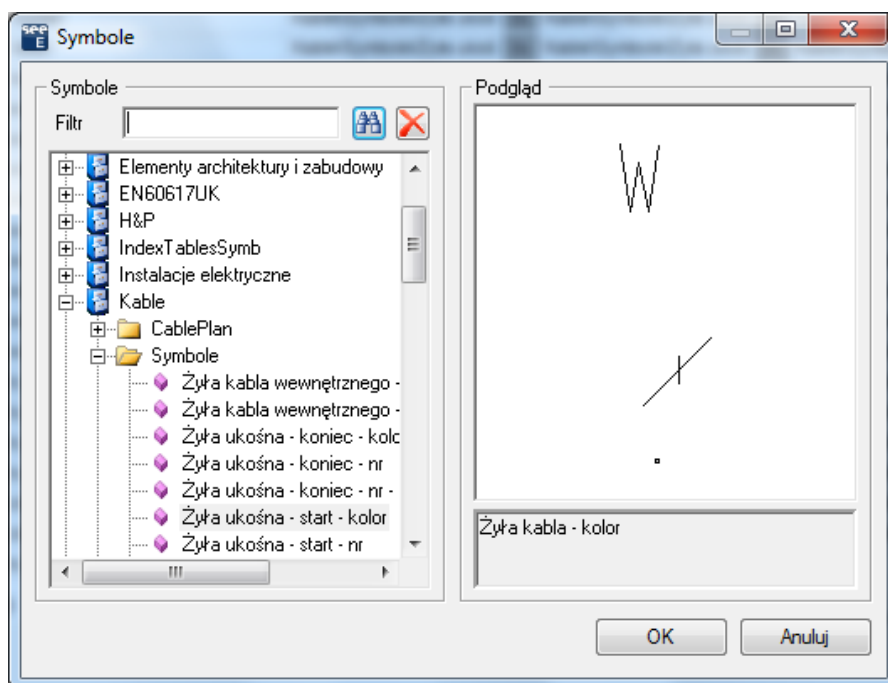 see
E
Symbole
Symbole
Filtr
Elementy architektury i zabudowy
EN60617UK
H&P
IndexTablesSymb
Instalacje elektryczne
Kable
CablePlan
Symbole
Żyła kabla wewnętrznego -
Żyła kabla wewnętrznego -
Żyła ukośna - koniec - kolo
Żyła ukośna - koniec - nr
Żyła ukośna - koniec - nr -
Żyła ukośna - start - kolor
Żyła ukośna - start - nr
Podgląd
W
Żyła kabla - kolor
OK
Anuluj